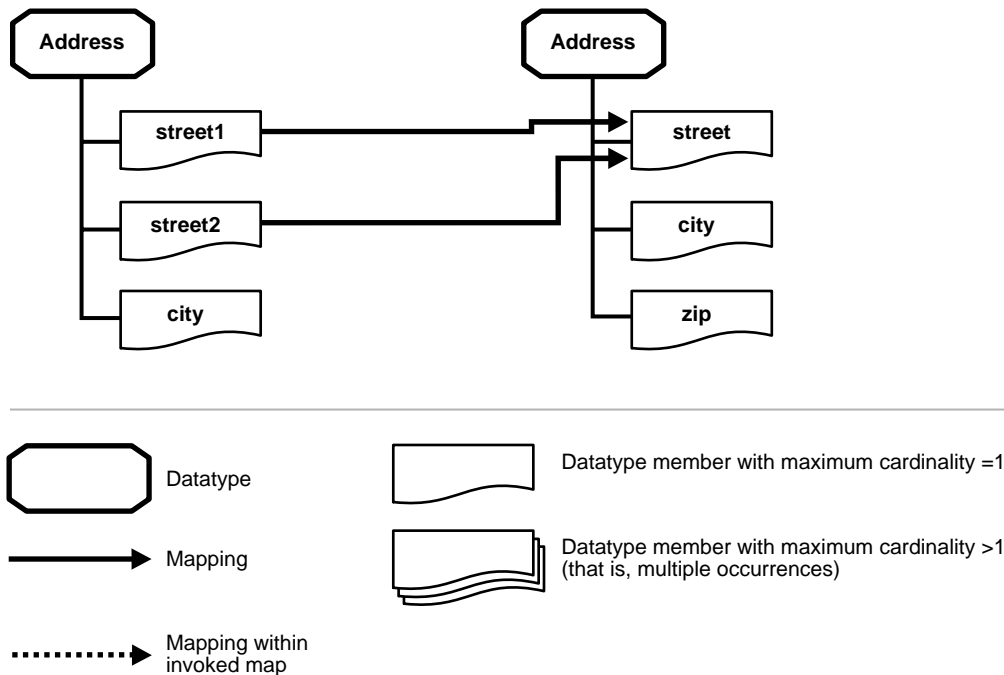 Address
Address
street1
street
street2
city
city
zip
Datatype
Datatype member with maximum cardinality =1
Mapping
Datatype member with maximum cardinality >1
(that is, multiple occurrences)
Mapping within
invoked map